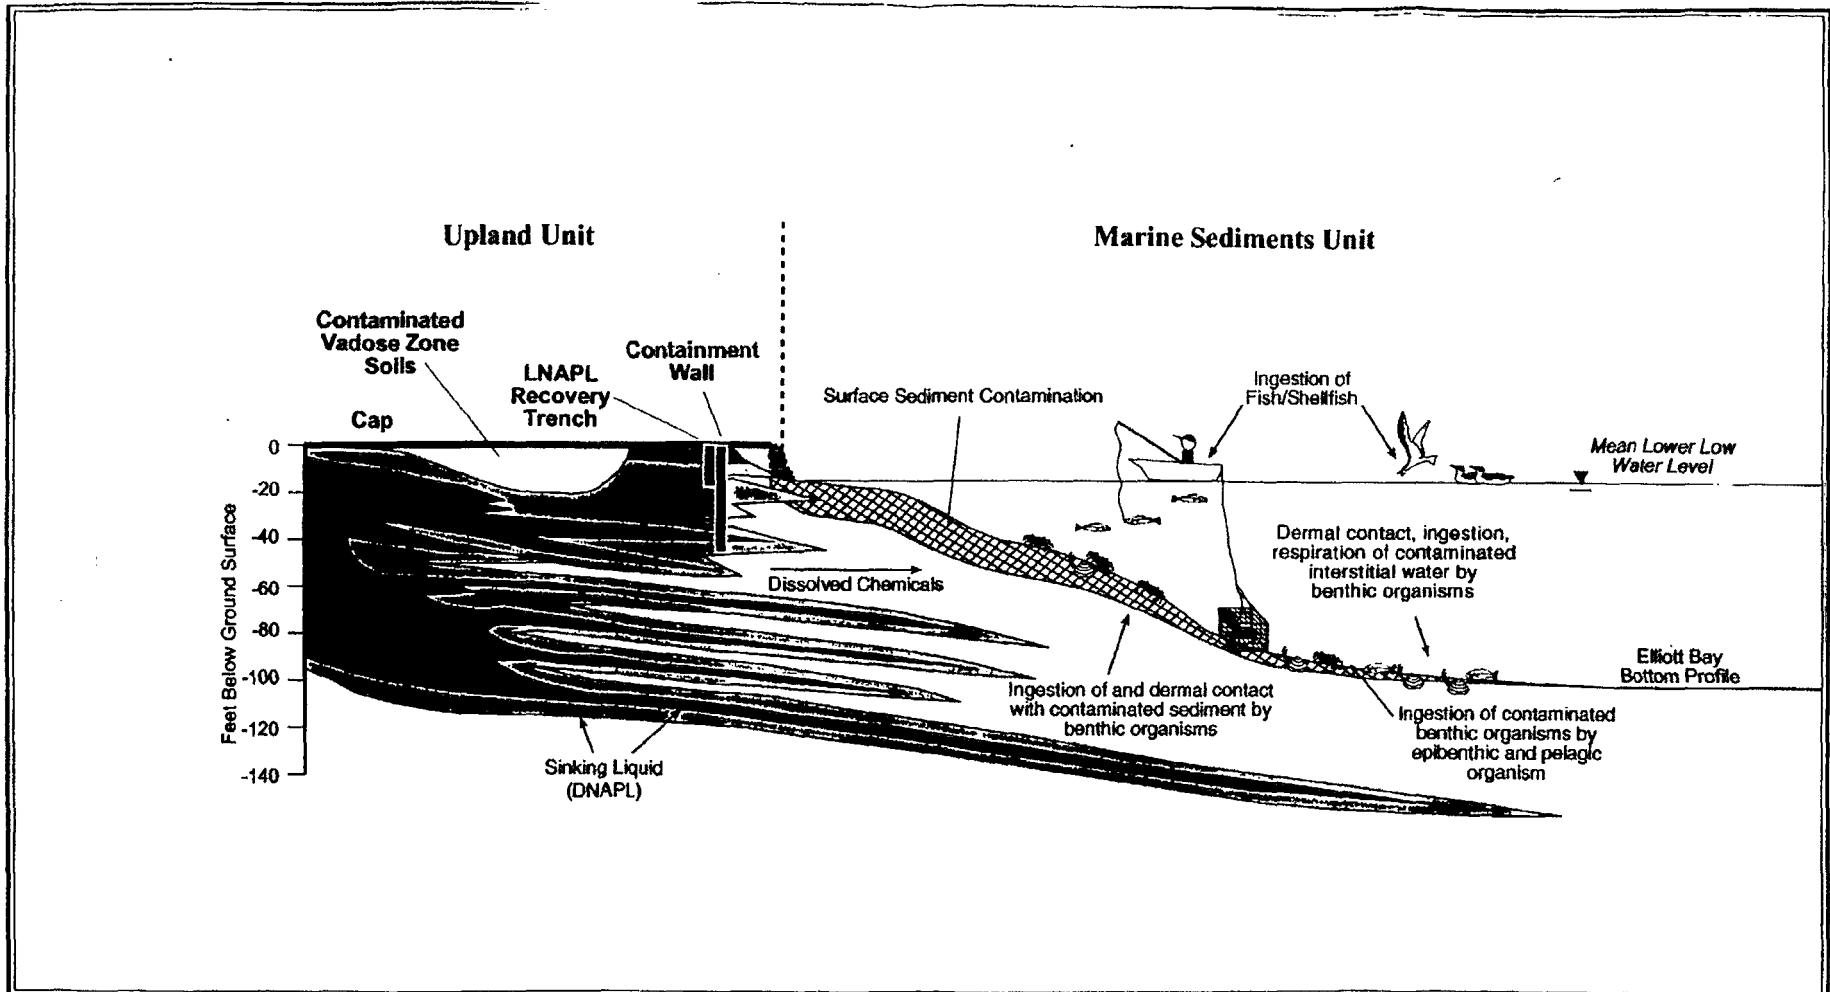 Upland Unit
Marine Sediments Unit
Contaminated
Vadose Zone
Soils
Containment
Wall
LNAPL
Recovery
Trench
Cap
Surface Sediment Contamination
Ingestion of
Fish/Shellfish
Mean Lower Low
Water Level
Feet Below Ground Surface
0
-20
-40
-60
-80
-100
-120
-140
Dissolved Chemicals
Dermal contact, ingestion,
respiration of contaminated
interstitial water by
benthic organisms
Elliott Bay
Bottom Profile
Ingestion of and dermal contact
with contaminated sediment by
benthic organisms
Ingestion of contaminated
benthic organisms by
epibenthic and pelagic
organism
Sinking Liquid
(DNAPL)